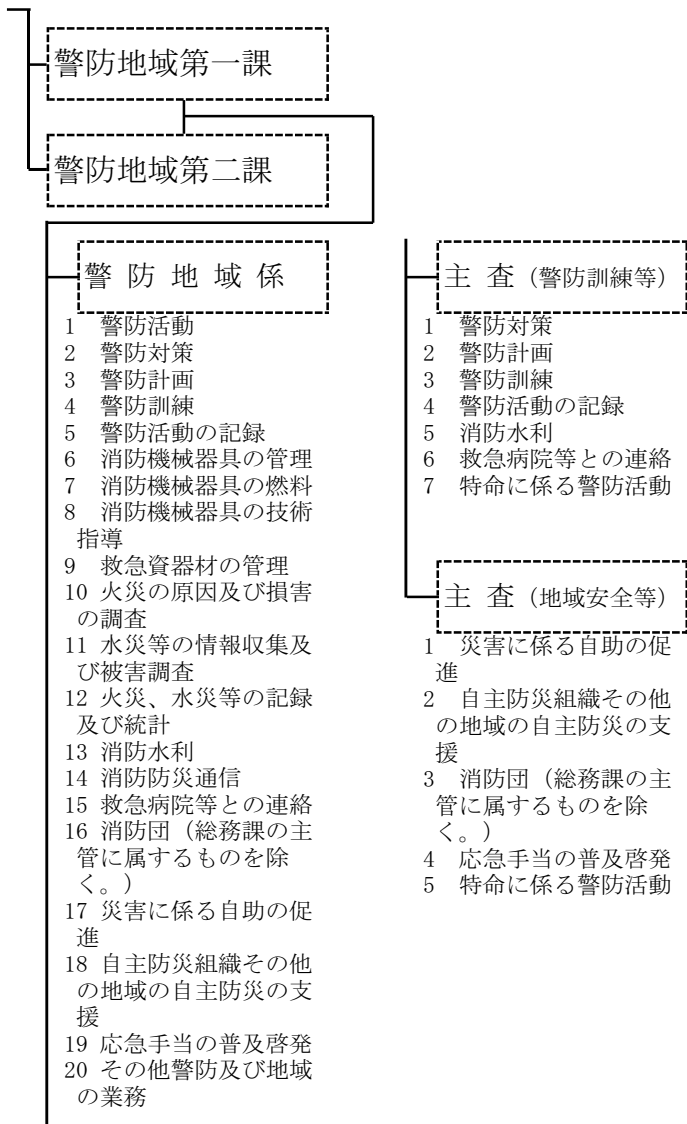 警防地域第一課
警防地域第二課
警防地域係
1 警防活動
2 警防対策
3 警防計画
4 警防訓練
5 警防活動の記録
6 消防機械器具の管理
7 消防機械器具の燃料
8 消防機械器具の技術
指導
9 救急資器材の管理
10 火災の原因及び損害
の調査
11 水災等の情報収集及
び被害調査
12 火災、水災等の記録
及び統計
13 消防水利
14 消防防災通信
15 救急病院等との連絡
16 消防団（総務課の主
管に属するものを除
く。）
17 災害に係る自助の促
進
18 自主防災組織その他
の地域の自主防災の支
援
19 応急手当の普及啓発
20 その他警防及び地域
の業務
主査（警防訓練等）
1 警防対策
2 警防計画
3 警防訓練
4 警防活動の記録
5 消防水利
6 救急病院等との連絡
7 特命に係る警防活動
主査（地域安全等）
1 災害に係る自助の促
進
2 自主防災組織その他
の地域の自主防災の支
援
3 消防団（総務課の主
管に属するものを除
く。）
4 応急手当の普及啓発
5 特命に係る警防活動